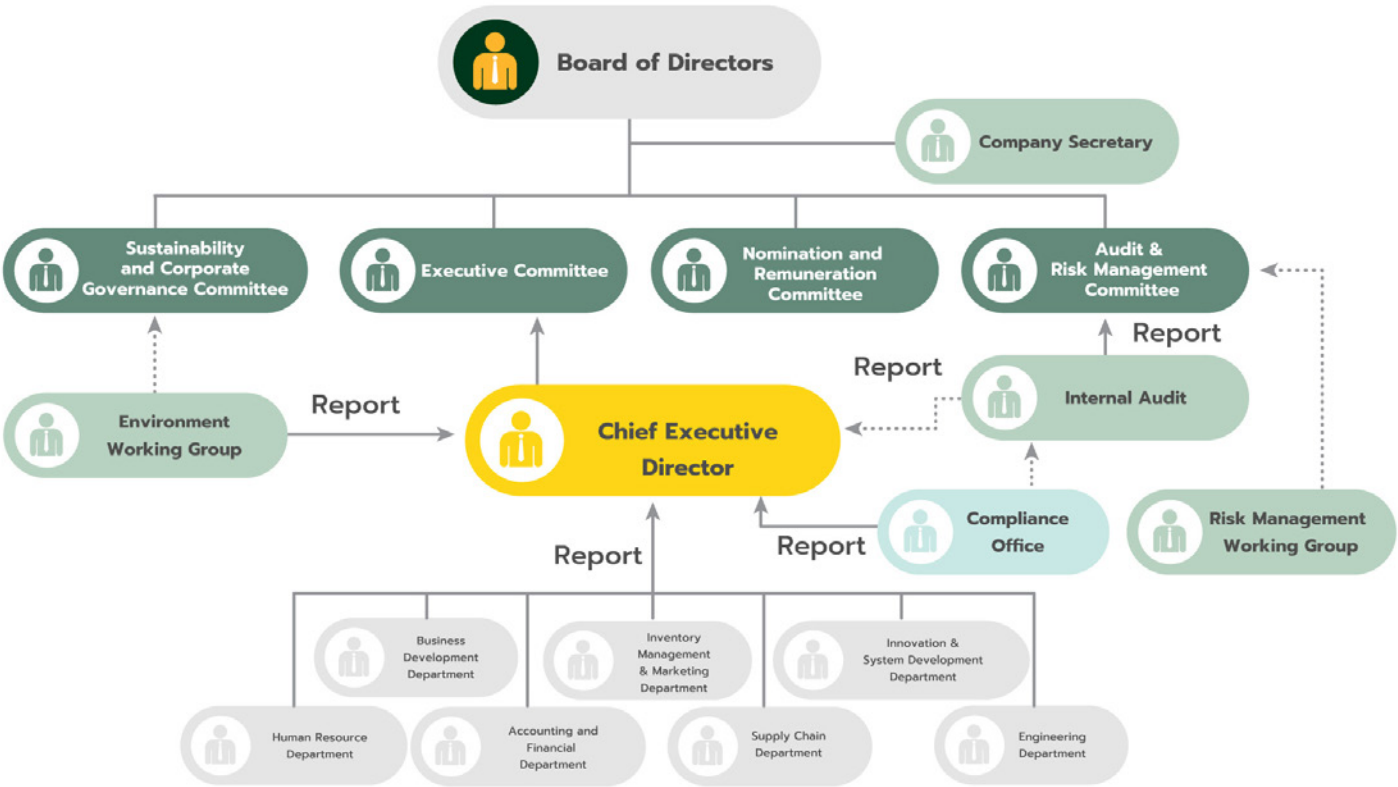 Board of Directors
Company Secretary
Sustainability
and Corporate
Governance Committee
Executive Committee
Nomination and
Remuneration
Committee
Audit &
Risk Management
Committee
Report
Report
Internal Audit
Environment
Working Group
Report
Chief Executive
Director
Compliance
Office
Risk Management
Working Group
Report
Report
Business
Development
Department
Inventory
Management
& Marketing
Department
Innovation &
System Development
Department
Human Resource
Department
Accounting and
Financial
Department
Supply Chain
Department
Engineering
Department